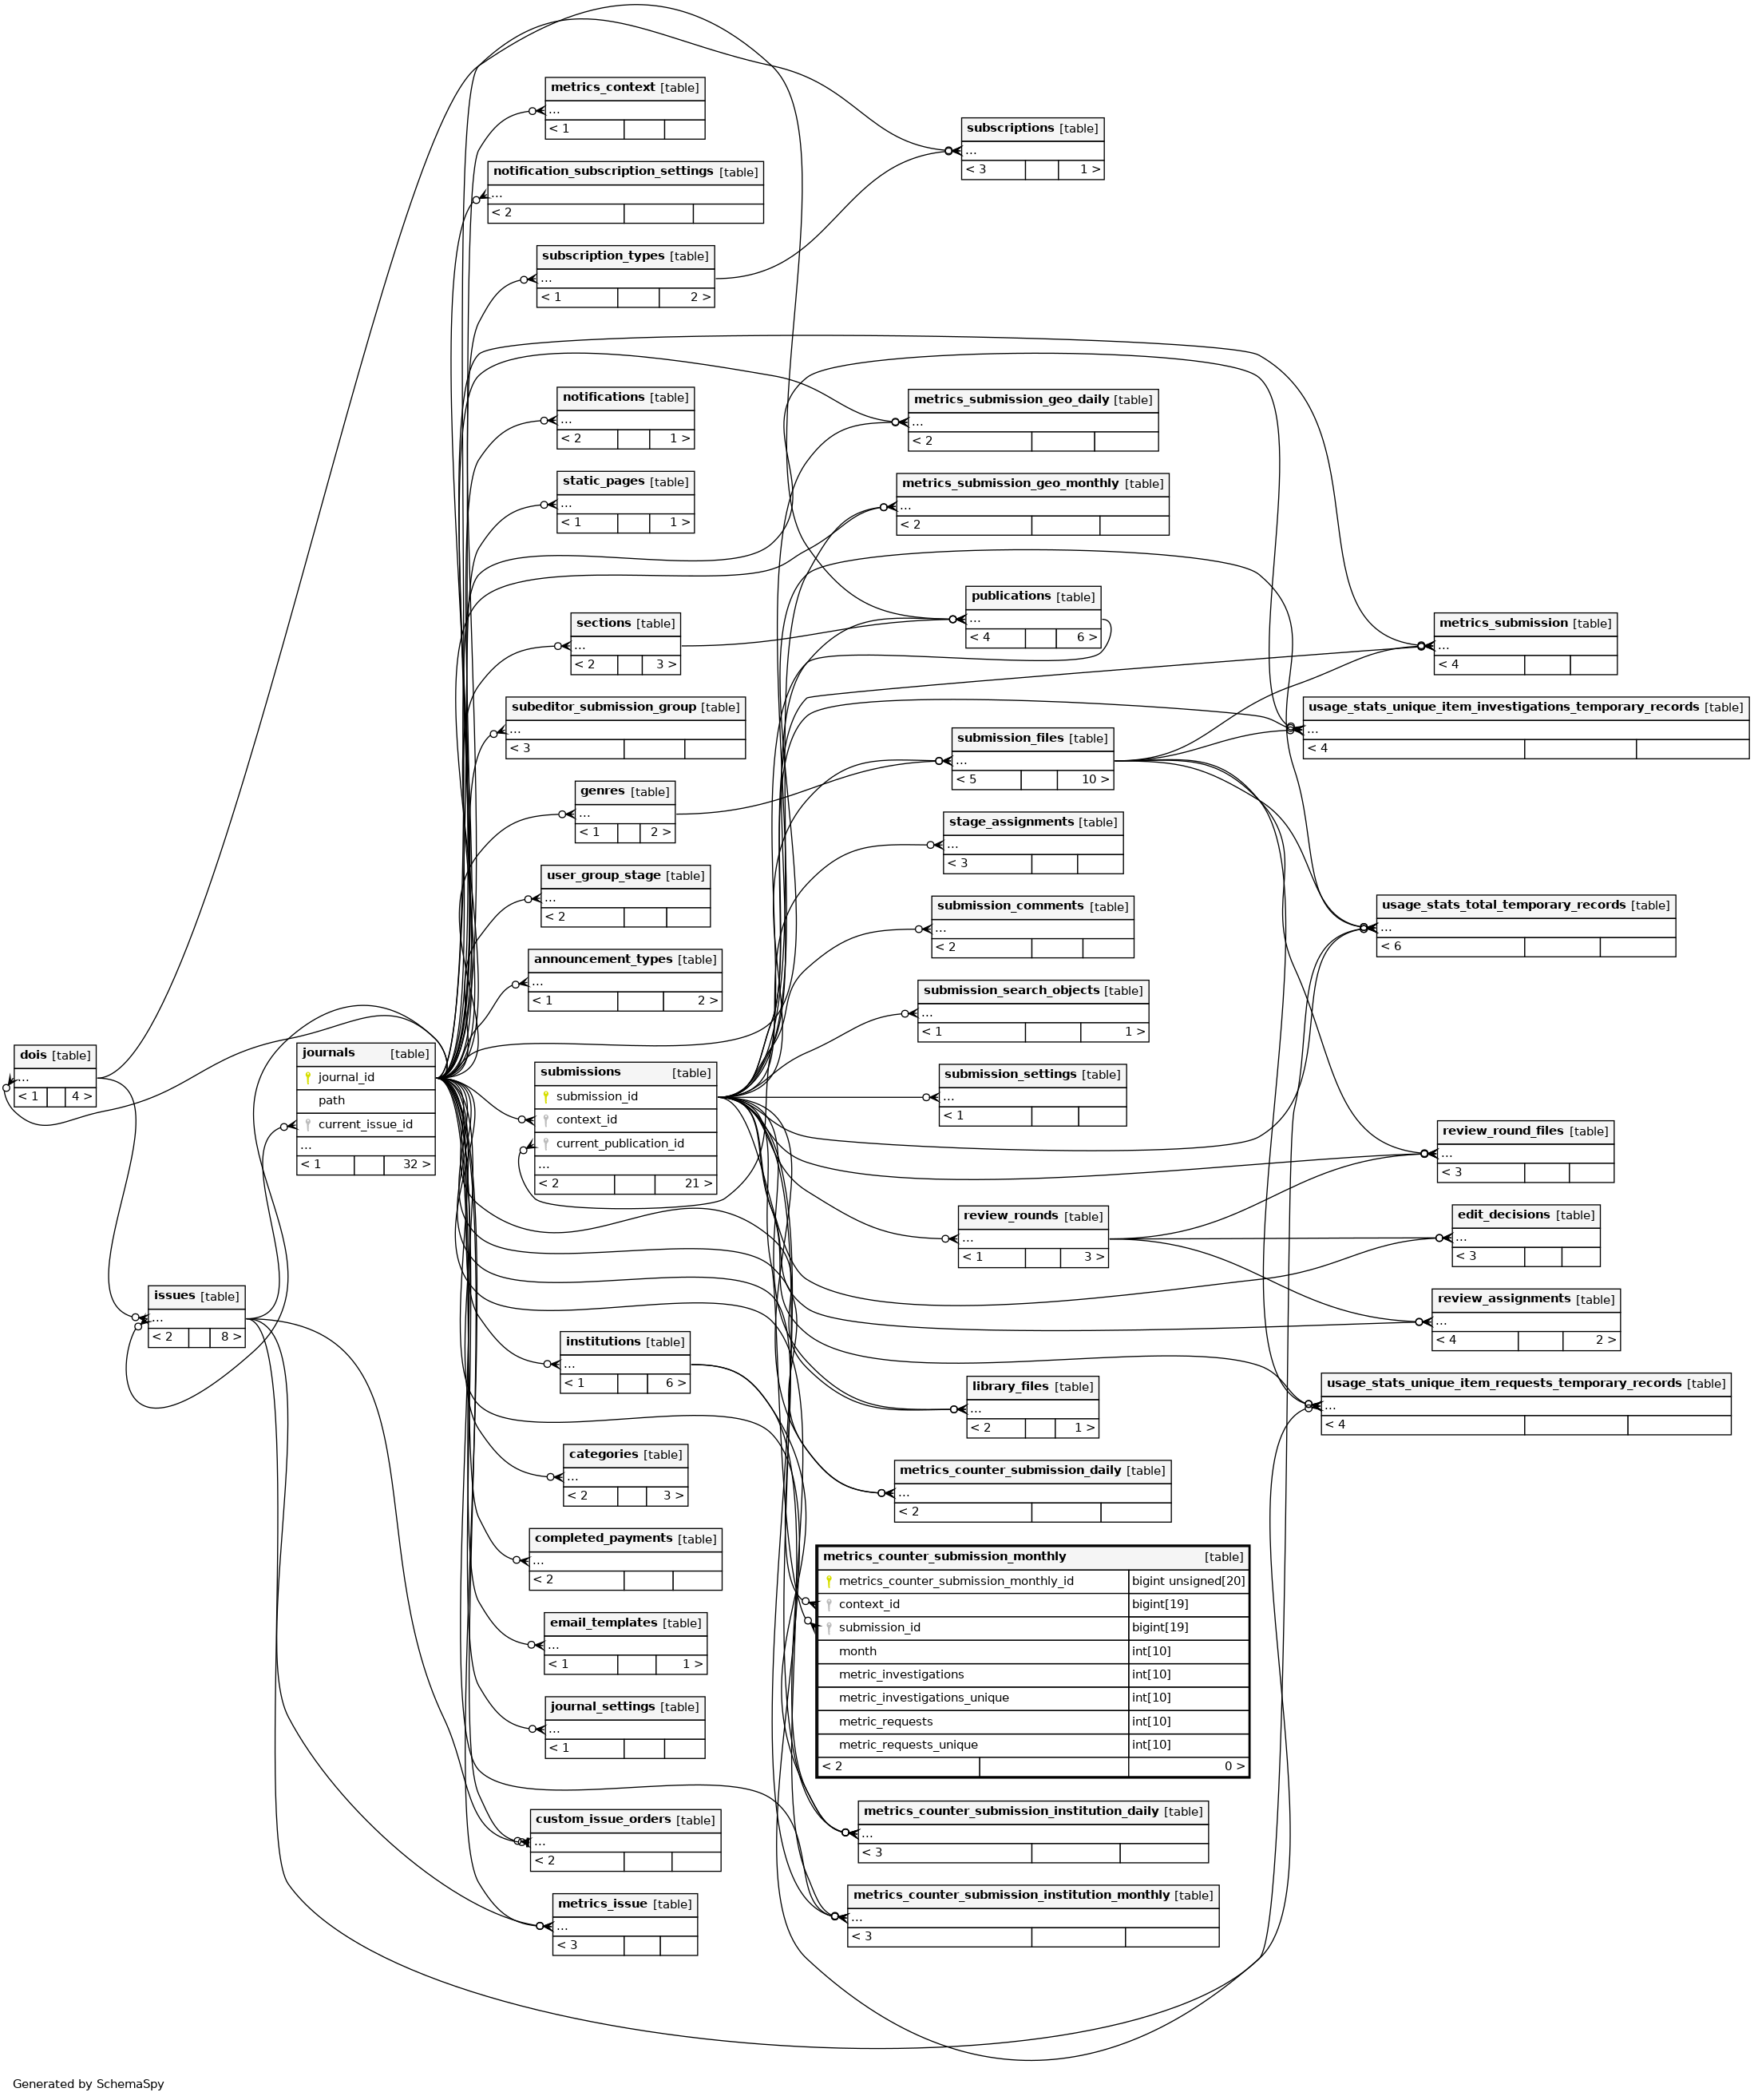 metrics_context [table]
...
< 1
notification_subscription_settings [table]
...
< 2
subscription_types [table]
...
< 1 2 >
notifications [table]
...
< 2 1 >
static_pages [table]
...
< 1 1 >
sections [table]
...
< 2 3 >
subeditor_submission_group [table]
...
< 3
genres [table]
...
< 1 2 >
user_group_stage [table]
...
< 2
announcement_types [table]
...
< 1 2 >
dois [table]
...
< 1 4 >
journals [table]
journal_id
path
current_issue_id
...
< 1 32 >
submissions [table]
submission_id
context_id
current_publication_id
...
< 2 21 >
issues [table]
...
< 2 8 >
institutions [table]
...
< 1 6 >
categories [table]
...
< 2 3 >
completed_payments [table]
...
< 2
email_templates [table]
...
< 1 1 >
journal_settings [table]
...
< 1
custom_issue_orders [table]
...
< 2
metrics_issue [table]
...
< 3
subscriptions [table]
...
< 3 1 >
metrics_submission_geo_daily [table]
...
< 2
metrics_submission_geo_monthly [table]
...
< 2
publications [table]
...
< 4 6 >
submission_files [table]
...
< 5 10 >
stage_assignments [table]
...
< 3
submission_comments [table]
...
< 2
submission_search_objects [table]
...
< 1 1 >
submission_settings [table]
...
< 1
review_rounds [table]
...
< 1 3 >
library_files [table]
...
< 2 1 >
metrics_counter_submission_daily [table]
...
< 2
metrics_counter_submission_monthly [table]
metrics_counter_submission_monthly_id bigint unsigned[20]
context_id bigint[19]
submission_id bigint[19]
month int[10]
metric_investigations int[10]
metric_investigations_unique int[10]
metric_requests int[10]
metric_requests_unique int[10]
< 2 0 >
metrics_counter_submission_institution_daily [table]
...
< 3
metrics_counter_submission_institution_monthly [table]
...
< 3
metrics_submission [table]
...
< 4
usage_stats_unique_item_investigations_temporary_records [table]
...
< 4
usage_stats_total_temporary_records [table]
...
< 6
review_round_files [table]
...
< 3
edit_decisions [table]
...
< 3
review_assignments [table]
...
< 4 2 >
usage_stats_unique_item_requests_temporary_records [table]
...
< 4
Generated by SchemaSpy